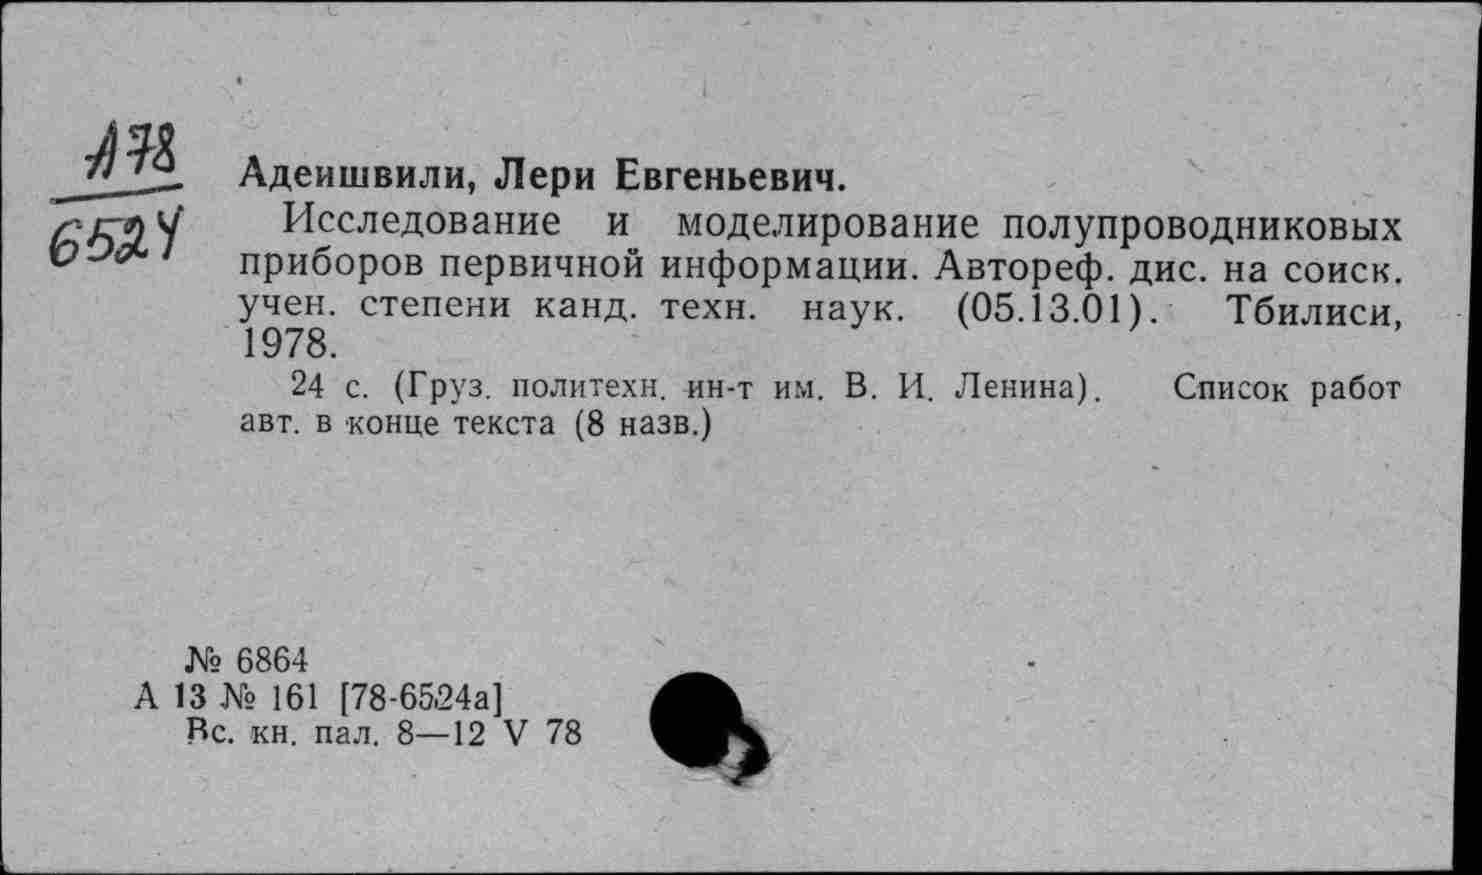 А78
6524
Адеишвили, Лери Евгеньевич.
Исследование и моделирование полупроводниковых
приборов первичной информации. Автореф. дис. на соиск.
учен. степени канд. техн. наук. (05.13.01). Тбилиси,
1978.
24 с. (Груз. политехн. ин-т им. В. И. Ленина). Список работ
авт. в конце текста (8 назв.)
№ 6864
А 13 № 161 [78-6524а]
Вс. кн. пал. 8—12 V 78